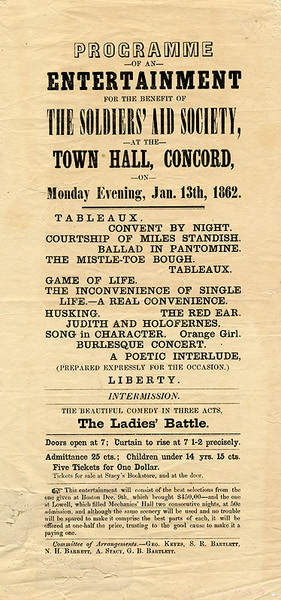 PROGRAMME
—OF AN—
ENTERTAINMENT
FOR THE BENEFIT OF
THE SOLDIERS' AID SOCIETY,
—AT THE—
TOWN HALL, CONCORD,
—ON—
Monday Evening, Jan. 13th, 1862.
TABLEAUX.
CONVENT BY NIGHT.
COURTSHIP OF MILES STANDISH.
BALLAD IN PANTOMINE.
THE MISTLE-TOE BOUGH.
TABLEAUX.
GAME OF LIFE.
THE INCONVENIENCE OF SINGLE
LIFE.—A REAL CONVENIENCE.
HUSKING. THE RED EAR.
JUDITH AND HOLOFERNES.
SONG in CHARACTER. Orange Girl.
BURLESQUE CONCERT.
A POETIC INTERLUDE,
(PREPARED EXPRESSLY FOR THE OCCASION.)
LIBERTY.
INTERMISSION.
THE BEAUTIFUL COMEDY IN THREE ACTS,
The Ladies' Battle.
Doors open at 7; Curtain to rise at 7 1-2 precisely.
Admittance 25 cts.; Children under 14 yrs. 15 cts.
Five Tickets for One Dollar.
Tickets for sale at Stacy's Bookstore, and at the door.
☞ This entertainment will consist of the best selections from the
one given at Boston Dec. 9th, which brought $450,00—and the one
at Lowell, which filled Mechanics' Hall two consecutive nights, at 50c.
admission, and although the same scenery will be used and no trouble
will be spared to make it comprise the best parts of each, it will be
offered at one-half the price, trusting to the good cause to make it a
paying one.
Committee of Arrangements.—GEO. KEYES, S. R. BARTLETT,
N. H. BARRETT, A. STACY, G. B. BARTLETT.